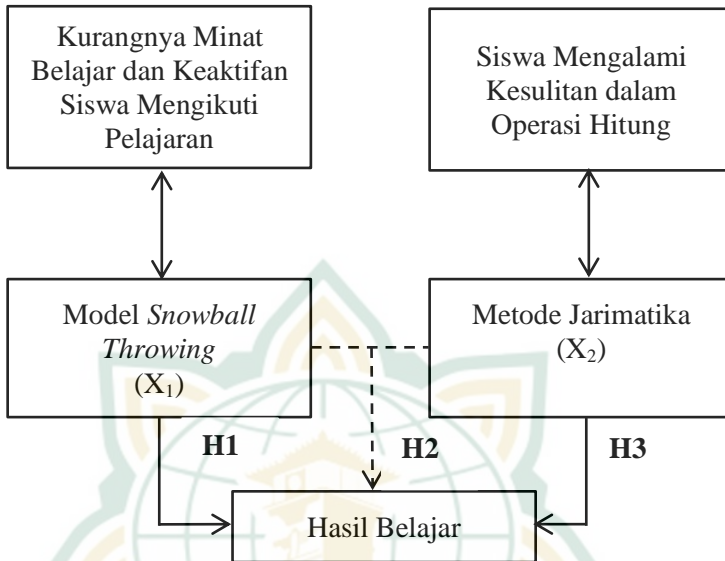 Kurangnya Minat
Belajar dan Keaktifan
Siswa Mengikuti
Pelajaran
Siswa Mengalami
Kesulitan dalam
Operasi Hitung
Model Snowball
Throwing
(X₁)
Metode Jarimatika
(X₂)
H1
H2
H3
Hasil Belajar